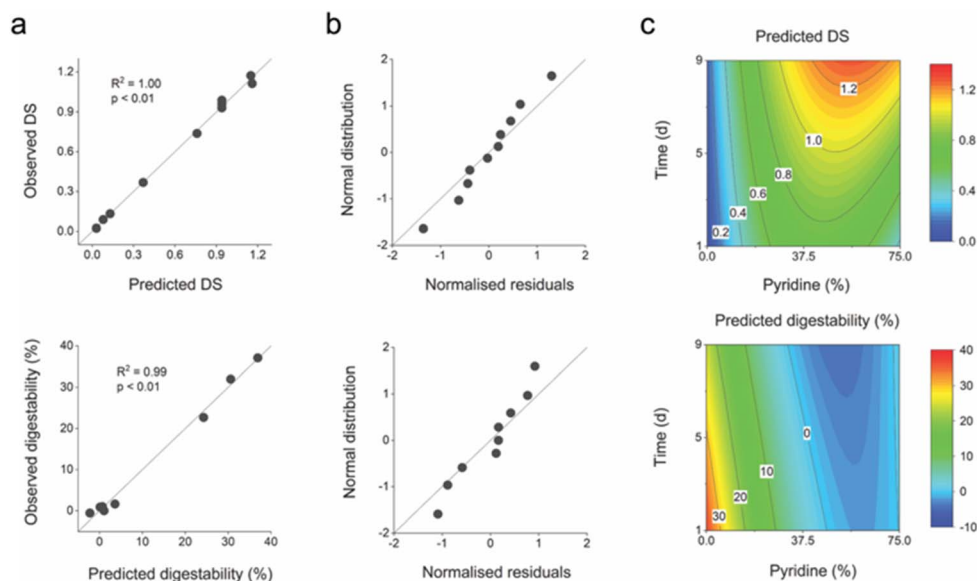 a
b
c
Observed DS
1.2
0.9
0.6
0.3
0.0
R² = 1.00
p < 0.01
0.0 0.3 0.6 0.9 1.2
Predicted DS
Normal distribution
2
1
0
-1
-2
-2 -1 0 1 2
Normalised residuals
Predicted DS
Time (d)
9
5
1
0.2
0.4
0.6
0.8
1.0
1.2
0.0 37.5 75.0
Pyridine (%)
1.2
0.8
0.4
0.0
Observed digestability (%)
40
30
20
10
0
R² = 0.99
p < 0.01
0 10 20 30 40
Predicted digestability (%)
Normal distribution
2
1
0
-1
-2
-2 -1 0 1 2
Normalised residuals
Predicted digestability (%)
Time (d)
9
5
1
30
20
10
0
0.0 37.5 75.0
Pyridine (%)
40
30
20
10
0
-10